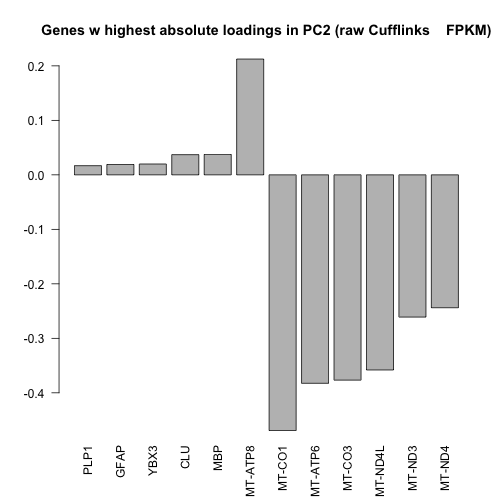 Genes w highest absolute loadings in PC2 (raw Cufflinks    FPKM)
0.2
0.1
0.0
-0.1
-0.2
-0.3
-0.4
PLP1
GFAP
YBX3
CLU
MBP
MT-ATP8
MT-CO1
MT-ATP6
MT-CO3
MT-ND4L
MT-ND3
MT-ND4